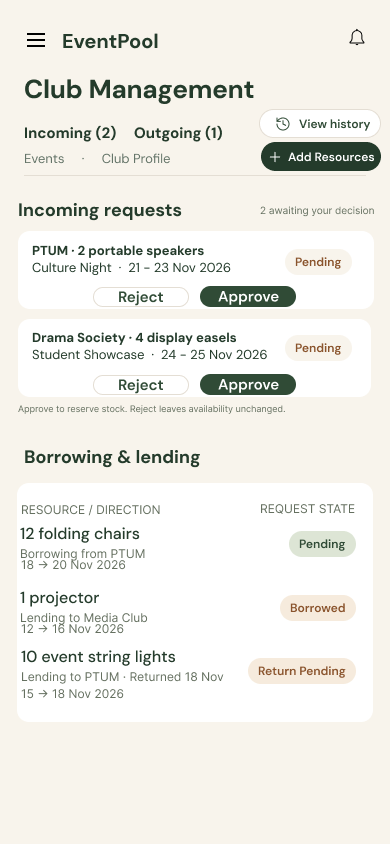 EventPool
Club Management
Incoming (2) Outgoing (1)
View history
Events · Club Profile
+ Add Resources
Incoming requests
2 awaiting your decision
PTUM · 2 portable speakers
Culture Night · 21 – 23 Nov 2026
Pending
Reject Approve
Drama Society · 4 display easels
Student Showcase · 24 – 25 Nov 2026
Pending
Reject Approve
Approve to reserve stock. Reject leaves availability unchanged.
Borrowing & lending
RESOURCE / DIRECTION REQUEST STATE
12 folding chairs
Borrowing from PTUM
18 → 20 Nov 2026
Pending
1 projector
Lending to Media Club
12 → 16 Nov 2026
Borrowed
10 event string lights
Lending to PTUM · Returned 18 Nov
15 → 18 Nov 2026
Return Pending